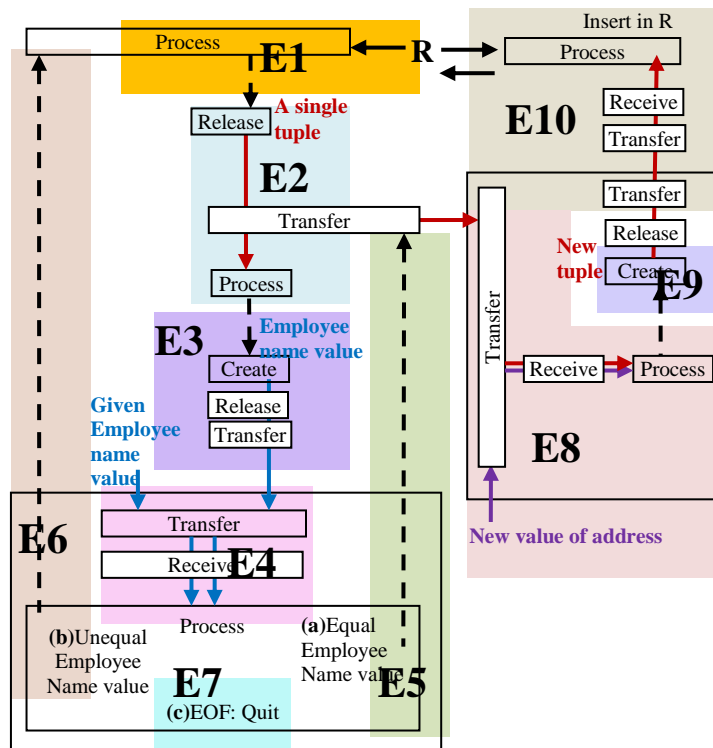 Insert in R
Process
E1
R
Process
Release
A single
tuple
E2
Receive
E10
Transfer
Transfer
Transfer
Release
New
tuple
Create
E9
Process
E3
Employee
name value
Create
Transfer
Receive
Process
Given
Employee
name
value
Release
Transfer
E8
E6
Transfer
New value of address
Receive
E4
Process
(b)Unequal
Employee
Name value
(a)Equal
Employee
Name value
E7
E5
(c)EOF: Quit